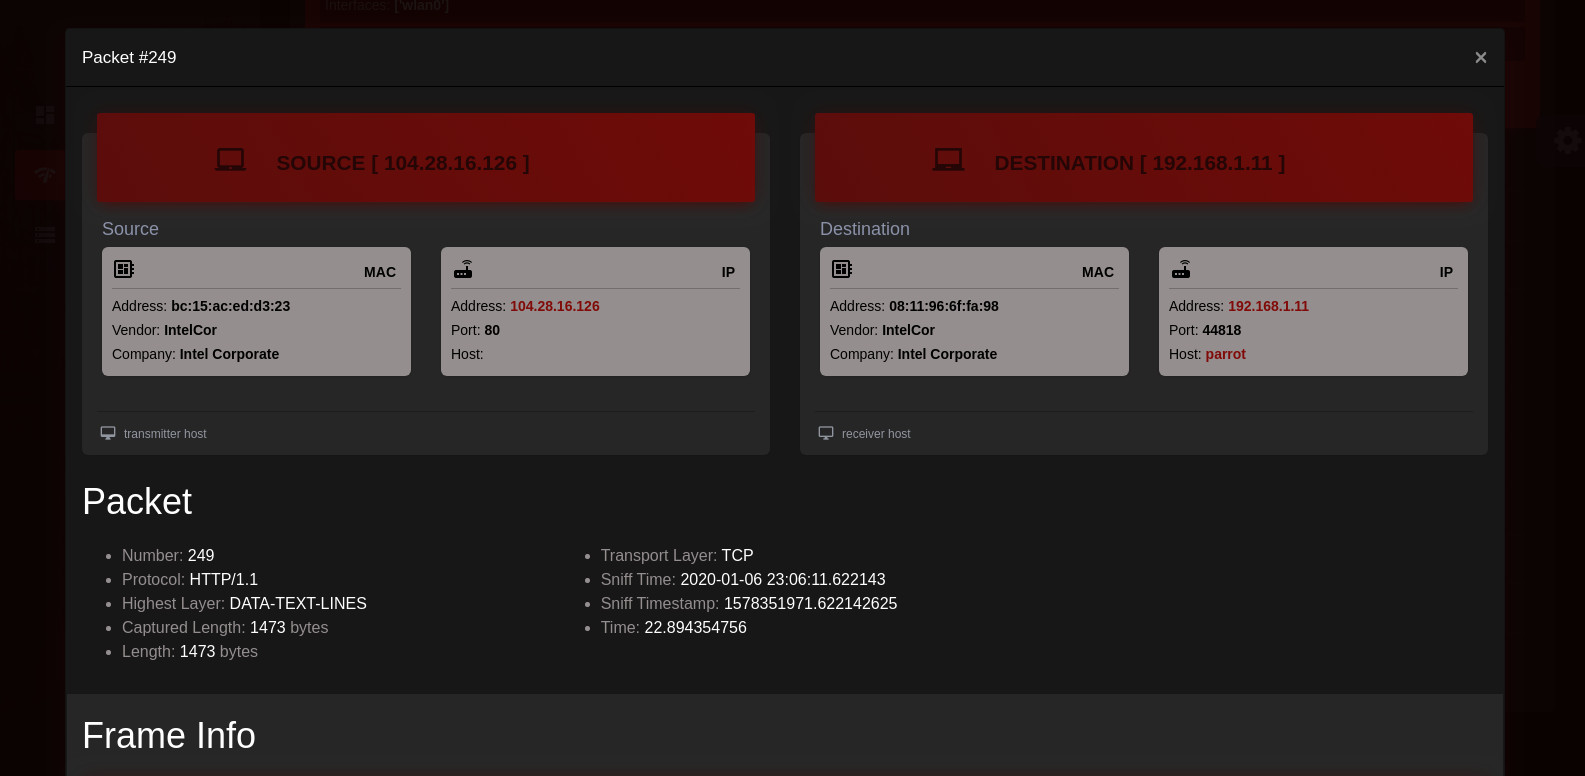 Interfaces: ['wlan0']
Packet #249
×
SOURCE [ 104.28.16.126 ]
Source
MAC
Address: bc:15:ac:ed:d3:23
Vendor: IntelCor
Company: Intel Corporate
IP
Address: 104.28.16.126
Port: 80
Host:
transmitter host
DESTINATION [ 192.168.1.11 ]
Destination
MAC
Address: 08:11:96:6f:fa:98
Vendor: IntelCor
Company: Intel Corporate
IP
Address: 192.168.1.11
Port: 44818
Host: parrot
receiver host
Packet
Number: 249
Protocol: HTTP/1.1
Highest Layer: DATA-TEXT-LINES
Captured Length: 1473 bytes
Length: 1473 bytes
Transport Layer: TCP
Sniff Time: 2020-01-06 23:06:11.622143
Sniff Timestamp: 1578351971.622142625
Time: 22.894354756
Frame Info